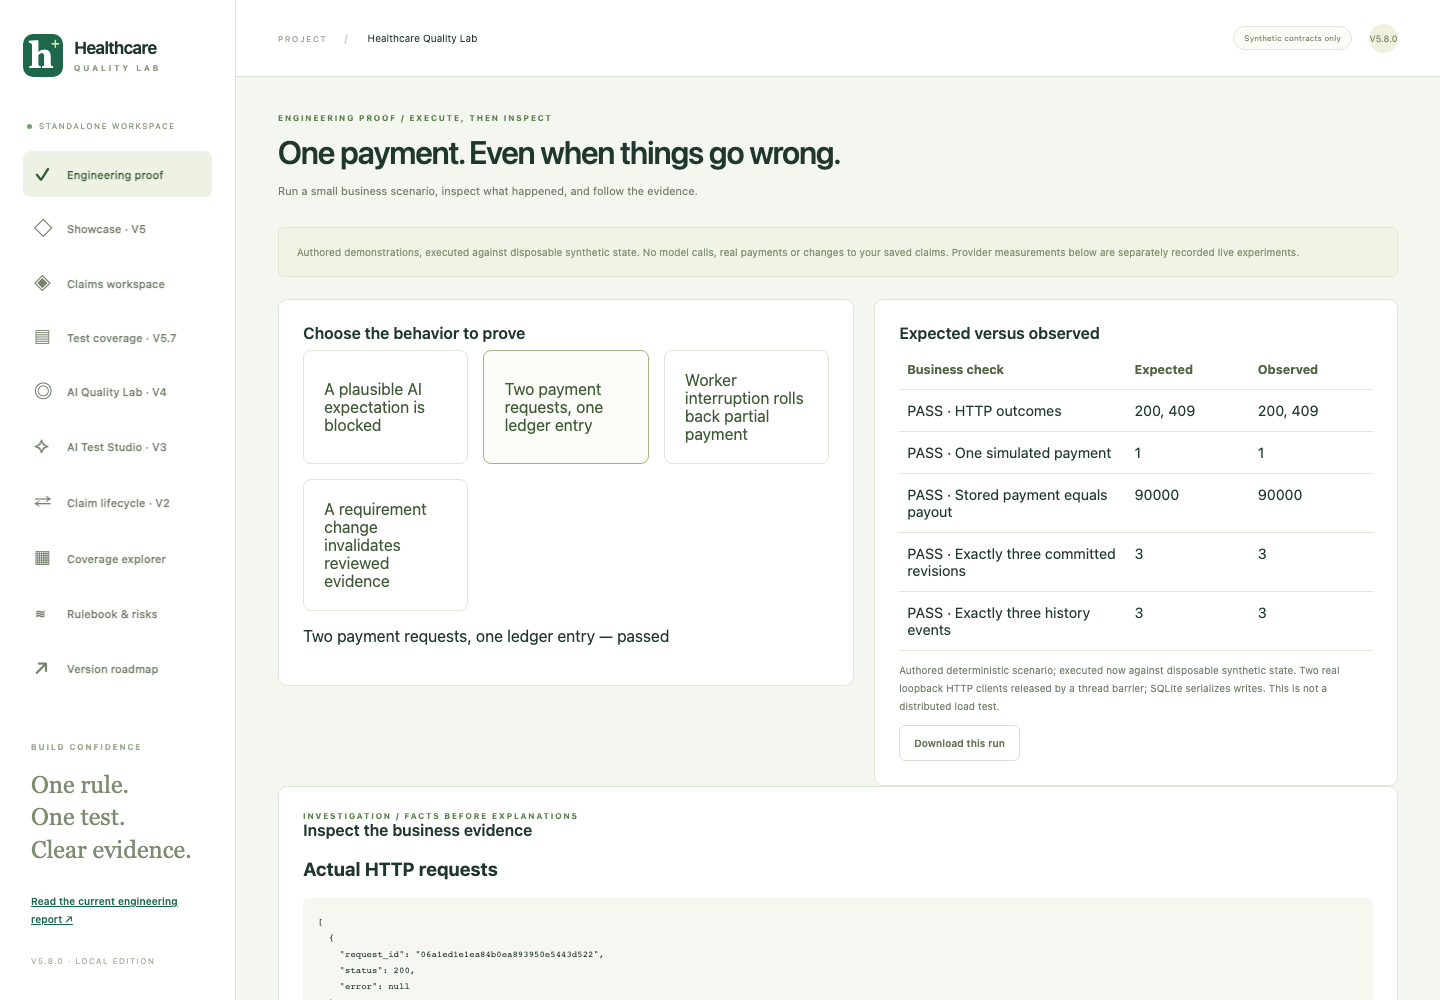 h+
Healthcare
QUALITY LAB
STANDALONE WORKSPACE
Engineering proof
Showcase · V5
Claims workspace
Test coverage · V5.7
AI Quality Lab · V4
AI Test Studio · V3
Claim lifecycle · V2
Coverage explorer
Rulebook & risks
Version roadmap
BUILD CONFIDENCE
One rule.
One test.
Clear evidence.
Read the current engineering
report ↗
V5.8.0 · LOCAL EDITION
PROJECT / Healthcare Quality Lab
Synthetic contracts only
V5.8.0
ENGINEERING PROOF / EXECUTE, THEN INSPECT
One payment. Even when things go wrong.
Run a small business scenario, inspect what happened, and follow the evidence.
Authored demonstrations, executed against disposable synthetic state. No model calls, real payments or changes to your saved claims. Provider measurements below are separately recorded live experiments.
Choose the behavior to prove
A plausible AI
expectation is
blocked
Two payment
requests, one
ledger entry
Worker
interruption rolls
back partial
payment
A requirement
change
invalidates
reviewed
evidence
Two payment requests, one ledger entry — passed
Expected versus observed
Business check Expected Observed
PASS · HTTP outcomes 200, 409 200, 409
PASS · One simulated payment 1 1
PASS · Stored payment equals 90000 90000
payout
PASS · Exactly three committed 3 3
revisions
PASS · Exactly three history 3 3
events
Authored deterministic scenario; executed now against disposable synthetic state. Two real
loopback HTTP clients released by a thread barrier; SQLite serializes writes. This is not a
distributed load test.
Download this run
INVESTIGATION / FACTS BEFORE EXPLANATIONS
Inspect the business evidence
Actual HTTP requests
[
{
"request_id": "06a1ed1e1ea84b0ea893950e5443d522",
"status": 200,
"error": null